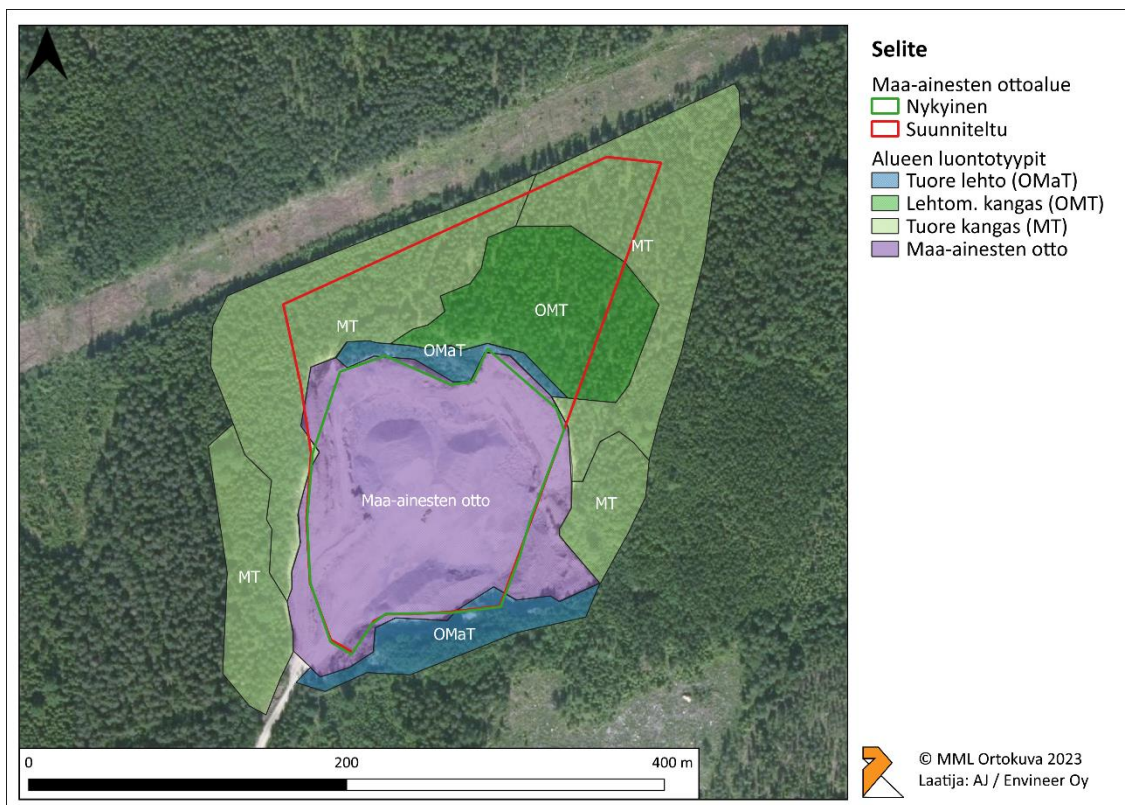 Selite
Maa-ainesten ottoalue
Nykyinen
Suunniteltu
Alueen luontotyypit
Tuore lehto (OMaT)
Lehtom. kangas (OMT)
Tuore kangas (MT)
Maa-ainesten otto
MT
OMT
MT
OMaT
Maa-ainesten otto
MT
MT
OMaT
0 200 400 m
© MML Ortokuva 2023
Laatija: AJ / Envineer Oy